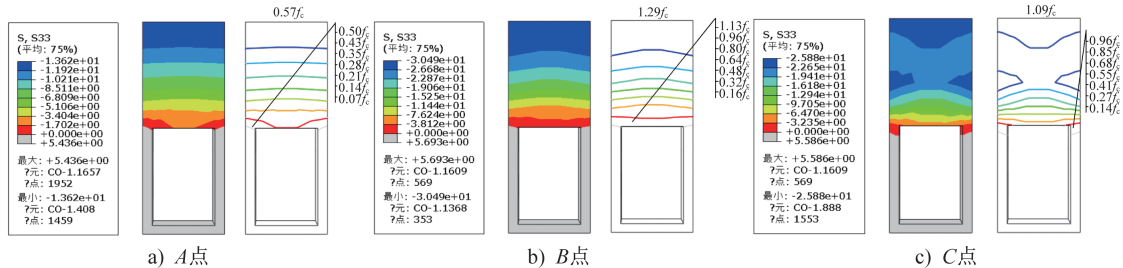 S, S33
(平均: 75%)
-1.362e+01
-1.192e+01
-1.021e+01
-8.511e+00
-6.809e+00
-5.106e+00
-3.404e+00
-1.702e+00
+0.000e+00
+5.436e+00
最大: +5.436e+00
?元: CO-1.1657
?点: 1952
最小: -1.362e+01
?元: CO-1.408
?点: 1459
0.57fc
0.50fc
0.43fc
0.35fc
0.28fc
0.21fc
0.14fc
0.07fc
a) A点
S, S33
(平均: 75%)
-3.049e+01
-2.668e+01
-2.287e+01
-1.906e+01
-1.525e+01
-1.144e+01
-7.624e+00
-3.812e+00
+0.000e+00
+5.693e+00
最大: +5.693e+00
?元: CO-1.1609
?点: 569
最小: -3.049e+01
?元: CO-1.1368
?点: 353
1.29fc
1.13fc
0.96fc
0.80fc
0.64fc
0.48fc
0.32fc
0.16fc
b) B点
S, S33
(平均: 75%)
-2.588e+01
-2.265e+01
-1.941e+01
-1.618e+01
-1.294e+01
-9.705e+00
-6.470e+00
-3.235e+00
+0.000e+00
+5.586e+00
最大: +5.586e+00
?元: CO-1.1609
?点: 569
最小: -2.588e+01
?元: CO-1.888
?点: 1553
1.09fc
0.96fc
0.85fc
0.68fc
0.55fc
0.41fc
0.27fc
0.14fc
c) C点